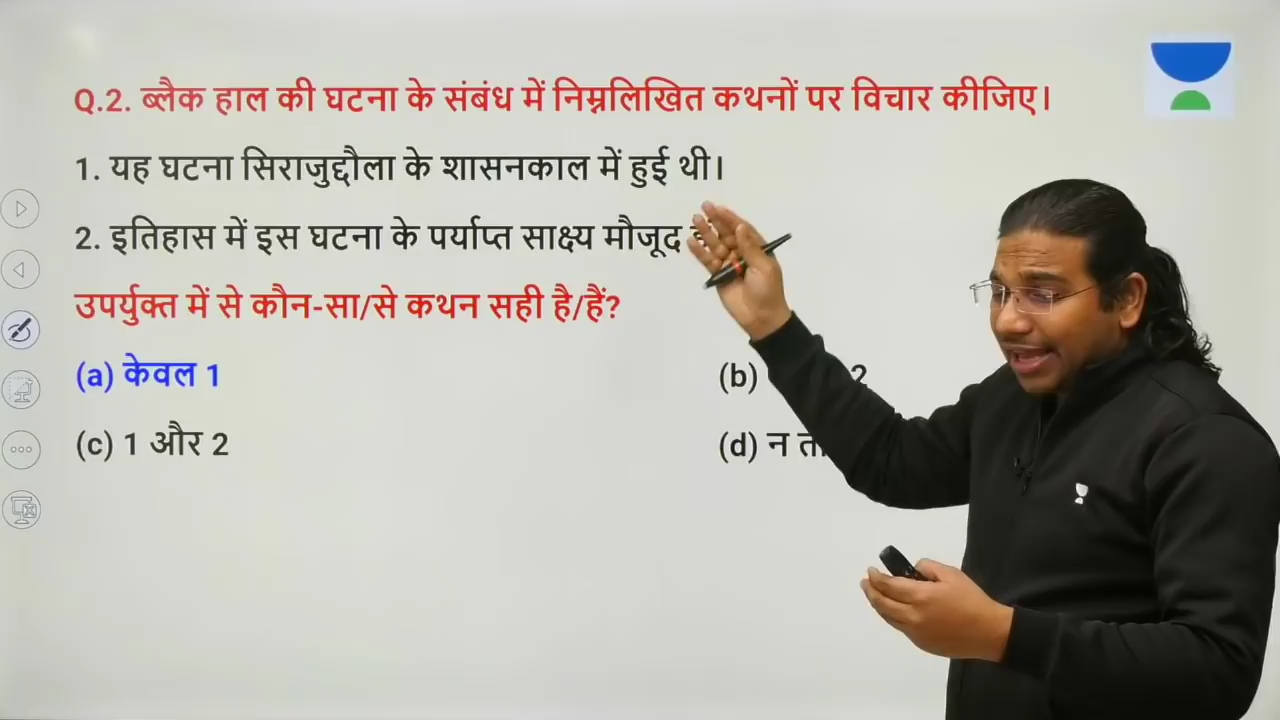 Q.2. ब्लैक हाल की घटना के संबंध में निम्नलिखित कथनों पर विचार कीजिए।
1. यह घटना सिराजुद्दौला के शासनकाल में हुई थी।
2. इतिहास में इस घटना के पर्याप्त साक्ष्य मौजूद
उपर्युक्त में से कौन-सा/से कथन सही है/हैं?
(a) केवल 1
(b) 2
(c) 1 और 2
(d) न